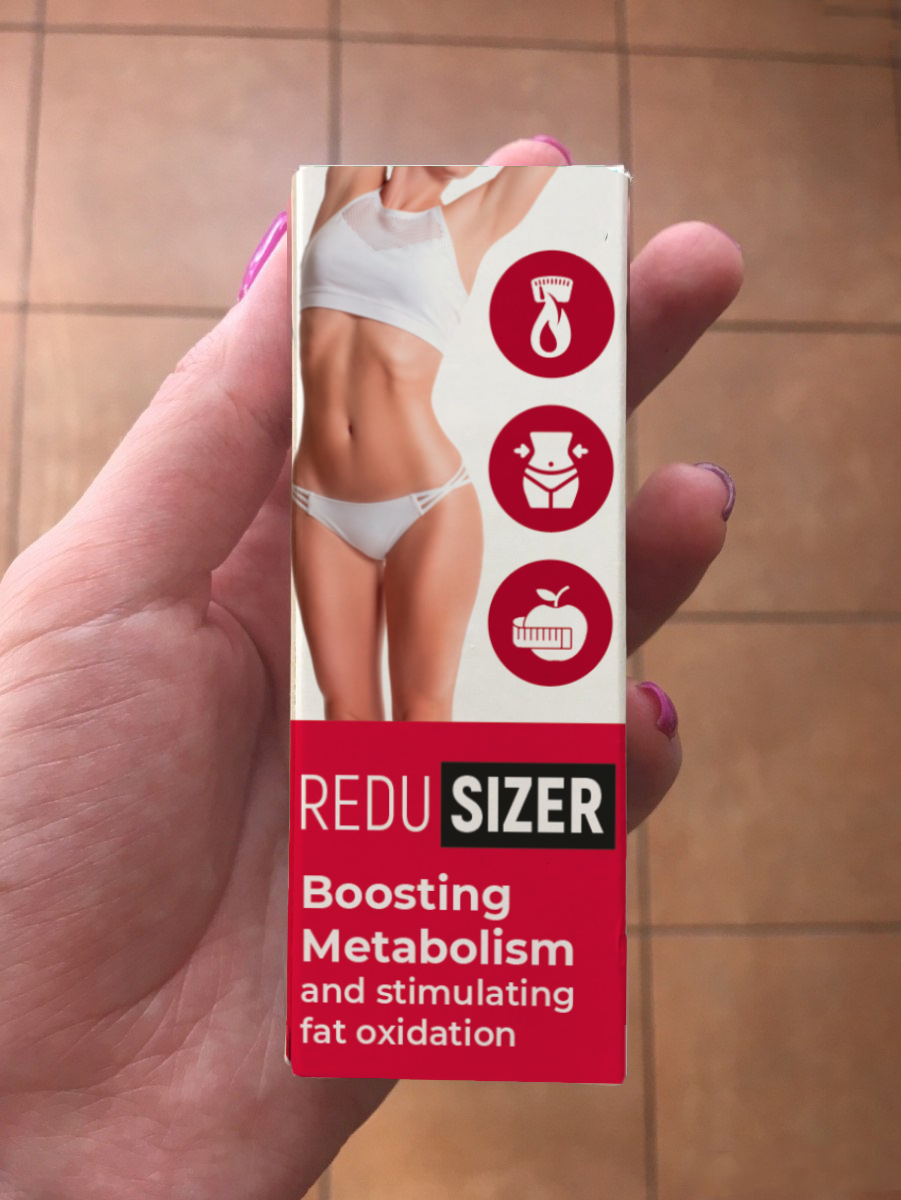 REDU SIZER
Boosting
Metabolism
and stimulating
fat oxidation